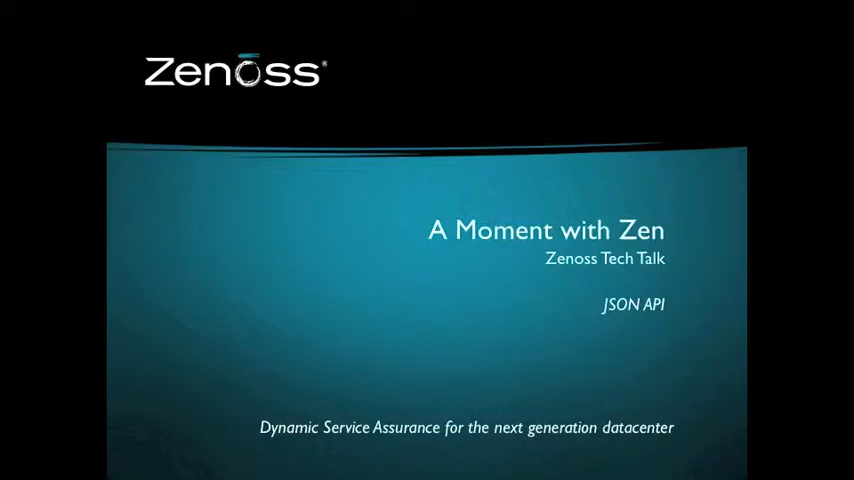 Zenoss®
A Moment with Zen
Zenoss Tech Talk
JSON API
Dynamic Service Assurance for the next generation datacenter